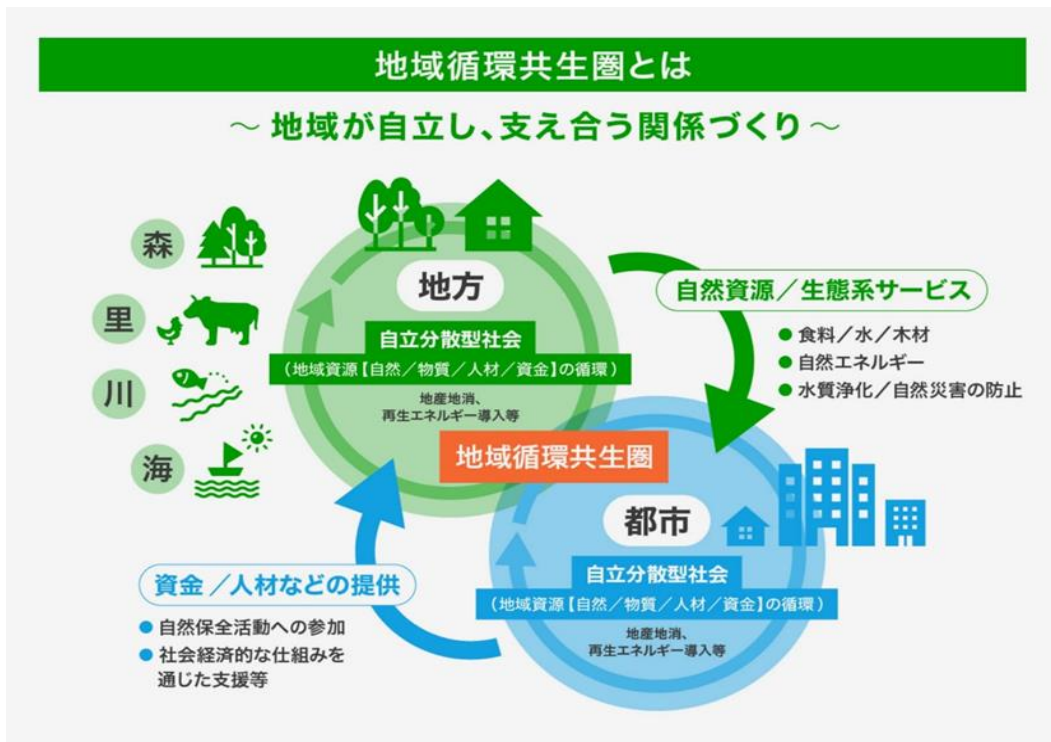 地域循環共生圏とは
～ 地域が自立し、支え合う関係づくり ～
森
里
川
海
地方
自立分散型社会
（地域資源【自然／物質／人材／資金】の循環）
地産地消、
再生エネルギー導入等
自然資源／生態系サービス
● 食料／水／木材
● 自然エネルギー
● 水質浄化／自然災害の防止
地域循環共生圏
都市
自立分散型社会
（地域資源【自然／物質／人材／資金】の循環）
地産地消、
再生エネルギー導入等
資金／人材などの提供
● 自然保全活動への参加
● 社会経済的な仕組みを
通じた支援等